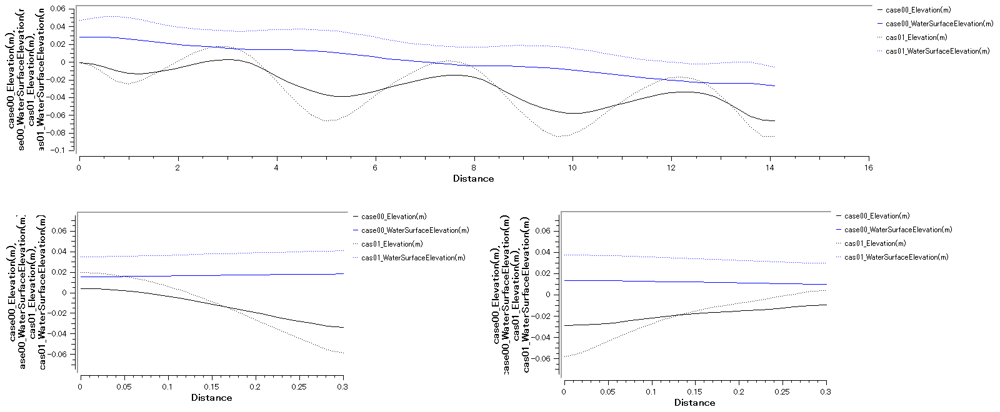 case00_Elevation(m),
se00_WaterSurfaceElevation(r
cas01_Elevation(m),
as01_WaterSurfaceElevation(n
0.06
0.04
0.02
0
-0.02
-0.04
-0.06
-0.08
-0.1
0 2 4 6 8 10 12 14 16
Distance
case00_Elevation(m)
case00_WaterSurfaceElevation(m)
cas01_Elevation(m)
cas01_WaterSurfaceElevation(m)
case00_Elevation(m),
ase00_WaterSurfaceElevation(m
cas01_Elevation(m),
cas01_WaterSurfaceElevation(m)
0.06
0.04
0.02
0
-0.02
-0.04
-0.06
0 0.05 0.1 0.15 0.2 0.25 0.3
Distance
case00_Elevation(m)
case00_WaterSurfaceElevation(m)
cas01_Elevation(m)
cas01_WaterSurfaceElevation(m)
case00_Elevation(m),
case00_WaterSurfaceElevation(m)
cas01_Elevation(m),
cas01_WaterSurfaceElevation(m)
0.06
0.04
0.02
0
-0.02
-0.04
-0.06
0 0.05 0.1 0.15 0.2 0.25 0.3
Distance
case00_Elevation(m)
case00_WaterSurfaceElevation(m)
cas01_Elevation(m)
cas01_WaterSurfaceElevation(m)